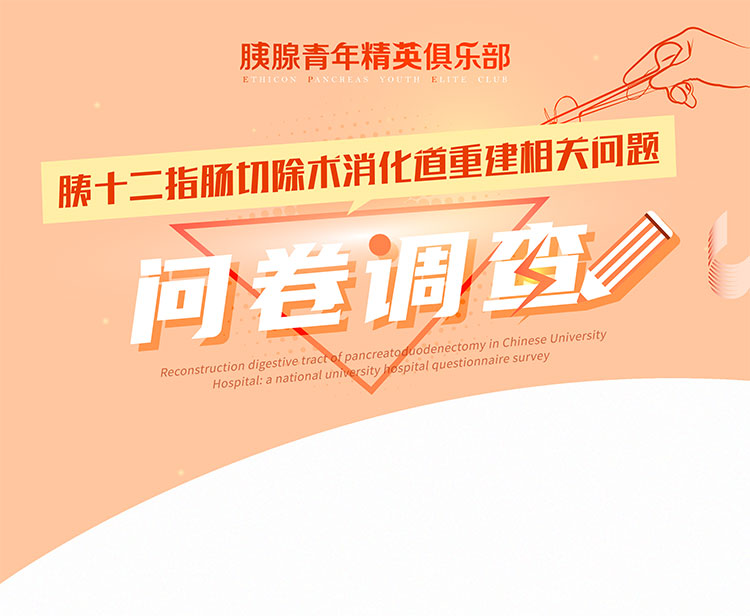 胰腺青年精英俱乐部
ETHICON PANCREAS YOUTH ELITE CLUB
胰十二指肠切除术消化道重建相关问题
问卷调查
Reconstruction digestive tract of pancreatoduodenectomy in Chinese University
Hospital: a national university hospital questionnaire survey